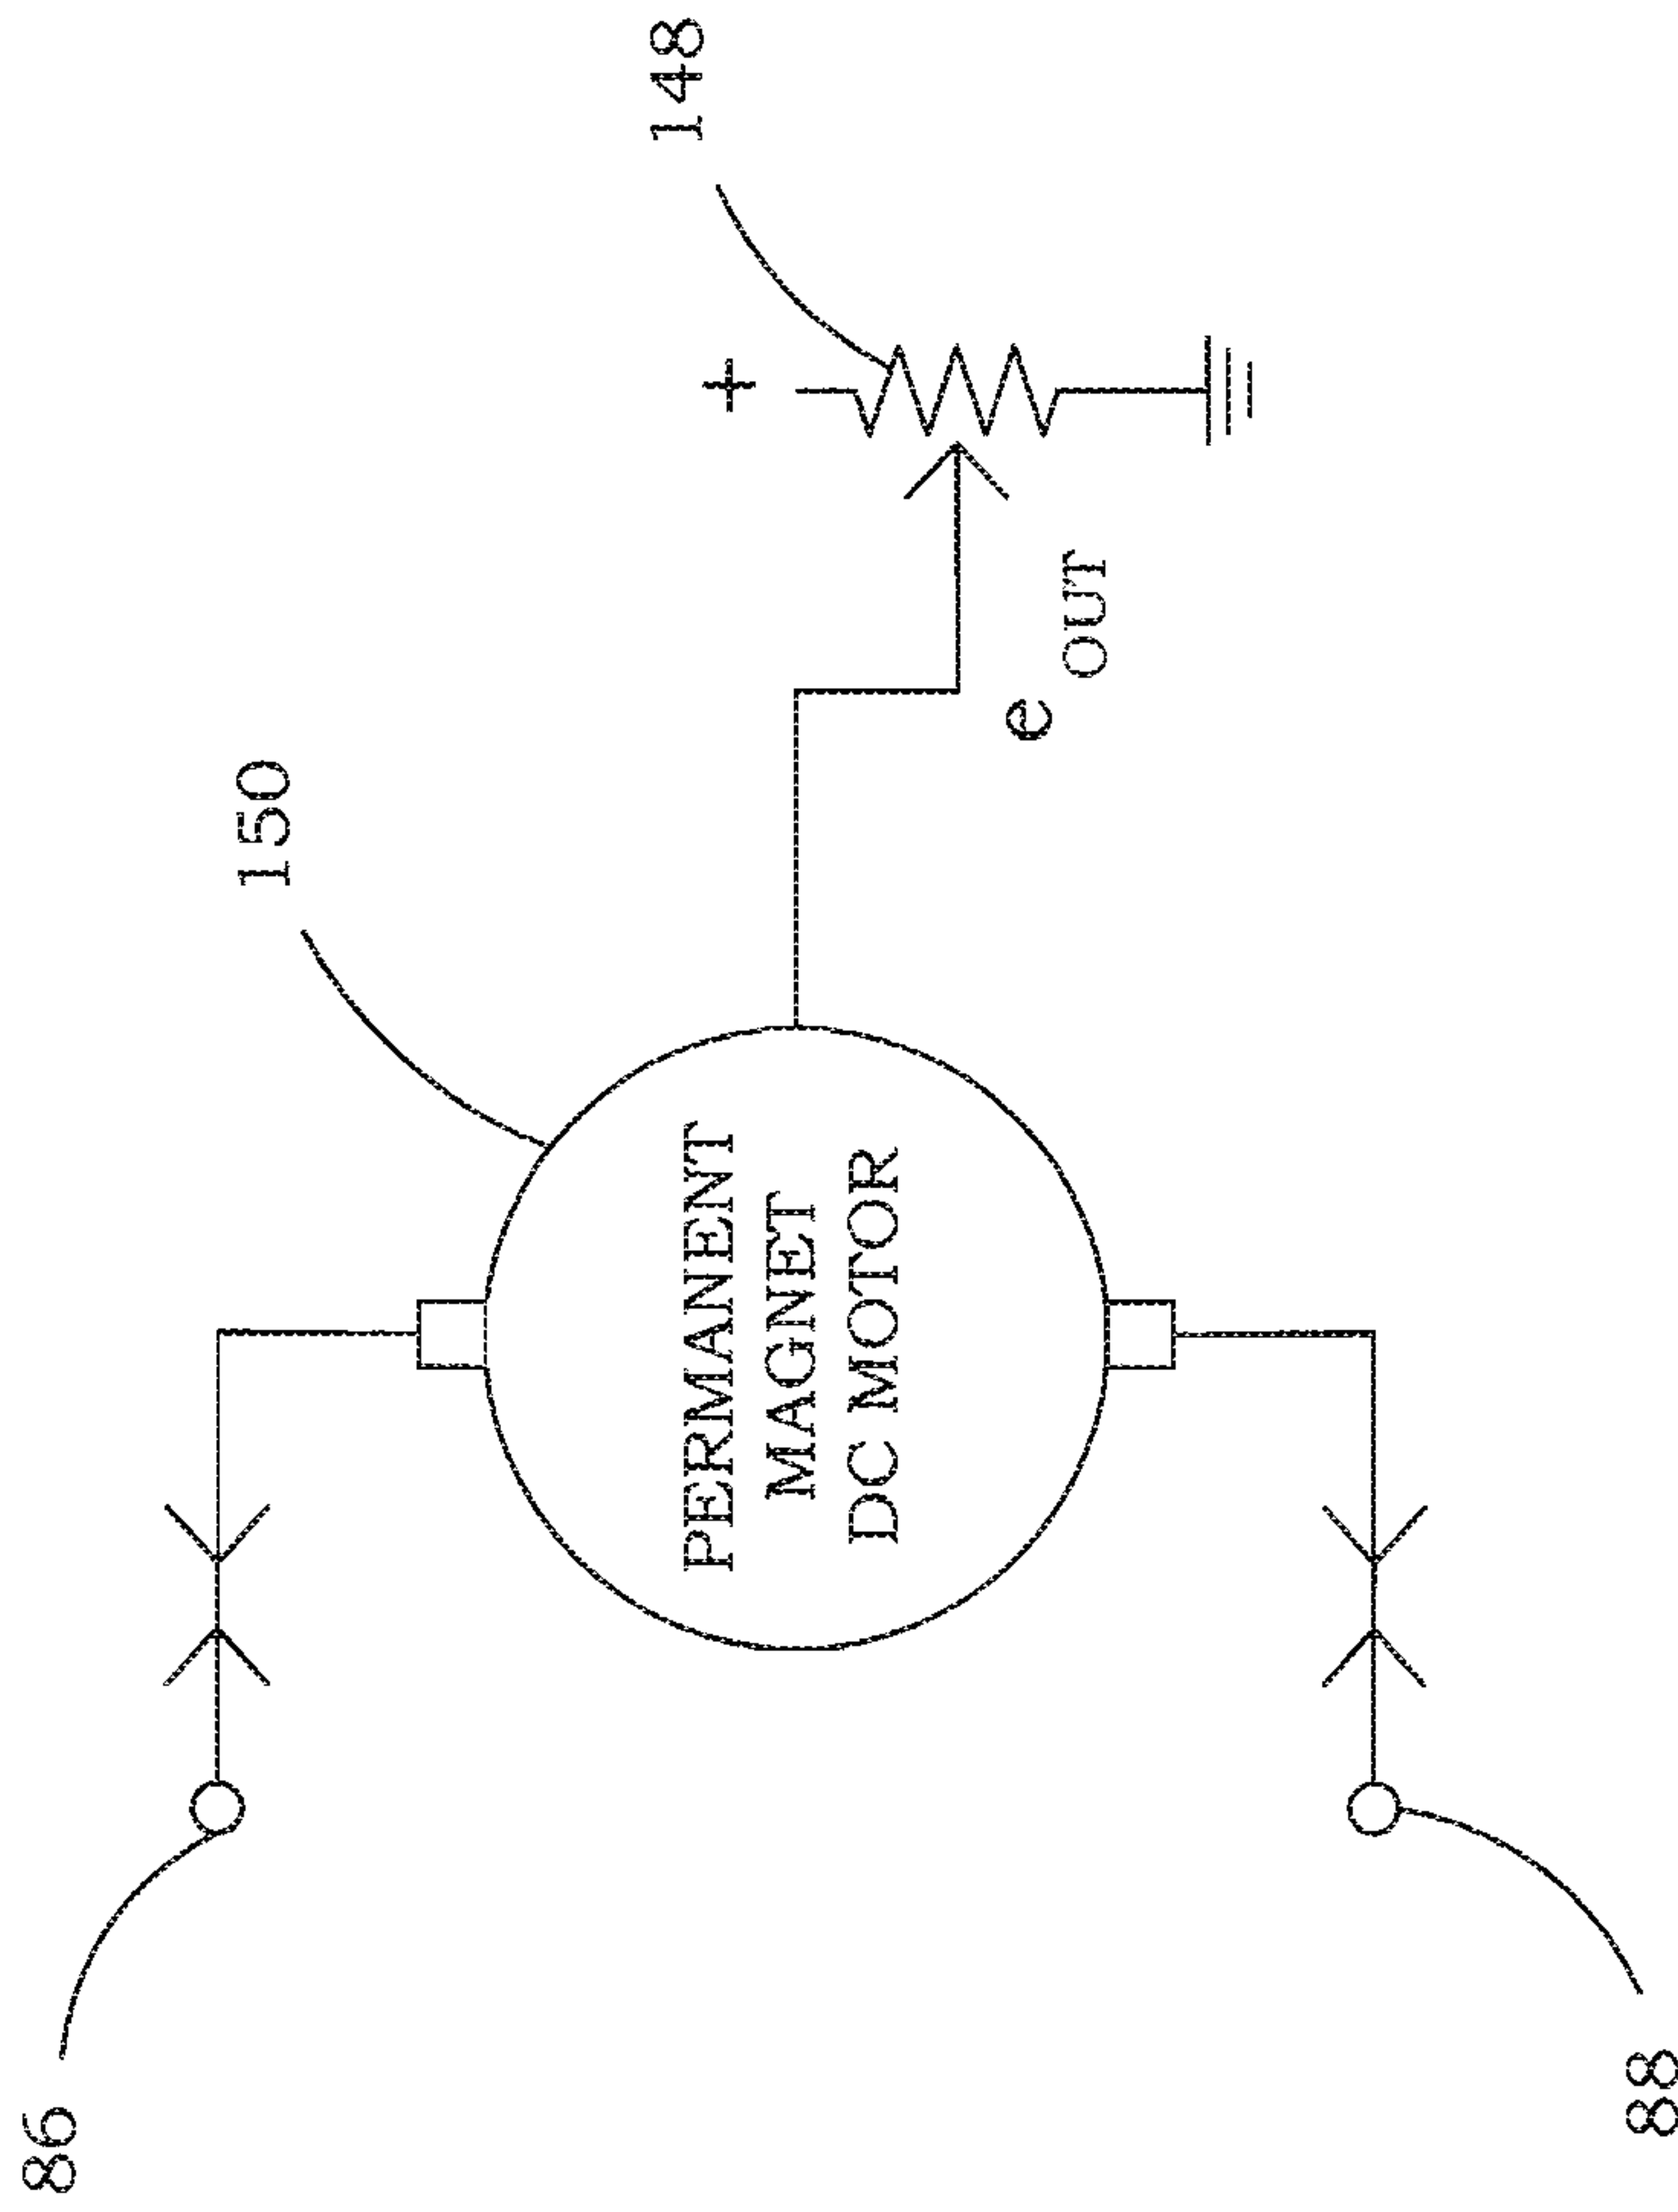 148
150
+
e OUT
PERMANENT
MAGNET
DC MOTOR
86
88